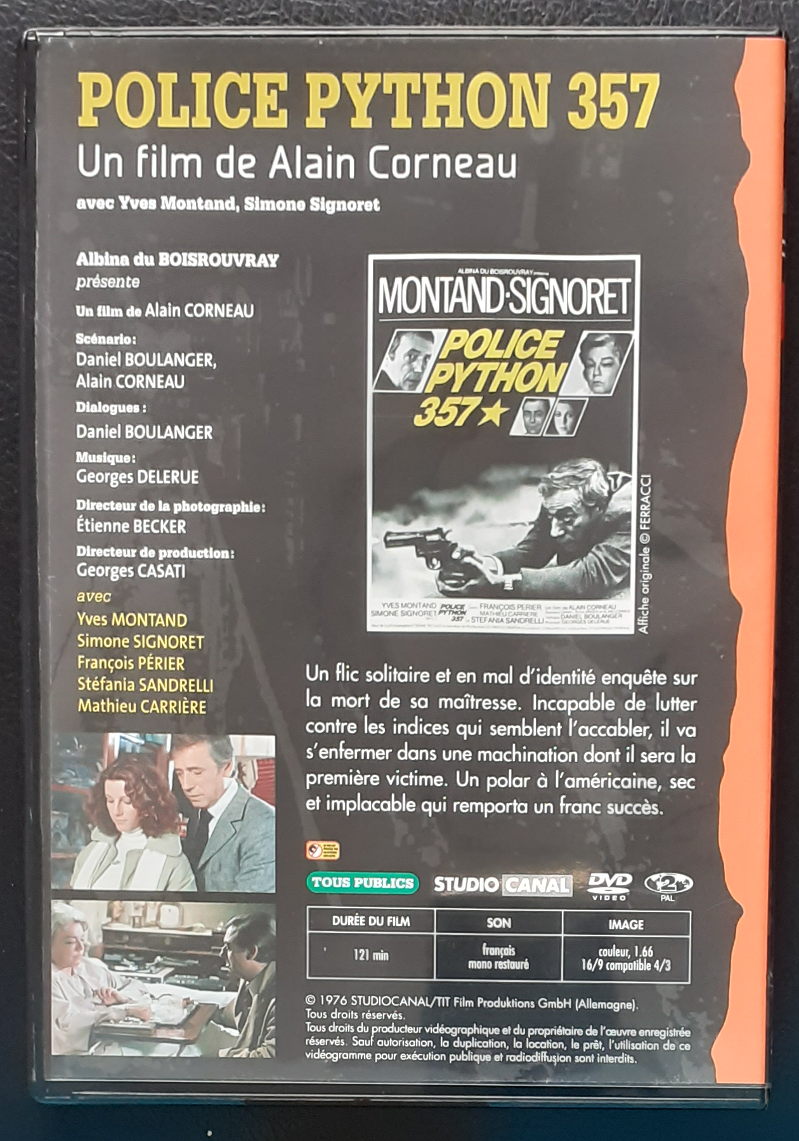 POLICE PYTHON 357
Un film de Alain Corneau
avec Yves Montand, Simone Signoret
Albina du BOISROUVRAY
présente
Un film de Alain CORNEAU
Scénario:
Daniel BOULANGER,
Alain CORNEAU
Dialogues :
Daniel BOULANGER
Musique:
Georges DELERUE
Directeur de la photographie:
Étienne BECKER
Directeur de production:
Georges CASATI
avec
Yves MONTAND
Simone SIGNORET
François PÉRIER
Stéfania SANDRELLI
Mathieu CARRIÈRE
ALBINA DU BOISROUVRAY
MONTAND·SIGNORET
POLICE
PYTHON
357★
YVES MONTAND
SIMONE SIGNORET
POLICE
PYTHON
357
FRANÇOIS PERIER
MATHIEU CARRIERE
STEFANIA SANDRELLI
ALAIN CORNEAU
DANIEL BOULANGER
GEORGES DELERUE
Affiche originale © FERRACCI
Un flic solitaire et en mal d'identité enquête sur
la mort de sa maîtresse. Incapable de lutter
contre les indices qui semblent l'accabler, il va
s'enfermer dans une machination dont il sera la
première victime. Un polar à l'américaine, sec
et implacable qui remporta un franc succès.
TOUS PUBLICS
STUDIO CANAL
DVD
VIDEO
2
PAL
DURÉE DU FILM SON IMAGE
121 min français couleur, 1.66
mono restauré 16/9 compatible 4/3
© 1976 STUDIOCANAL/TIT Film Produktions GmbH (Allemagne).
Tous droits réservés.
Tous droits du producteur vidéographique et du propriétaire de l'œuvre enregistrée
réservés. Sauf autorisation, la duplication, la location, le prêt, l'utilisation de ce
vidéogramme pour exécution publique et radiodiffusion sont interdits.